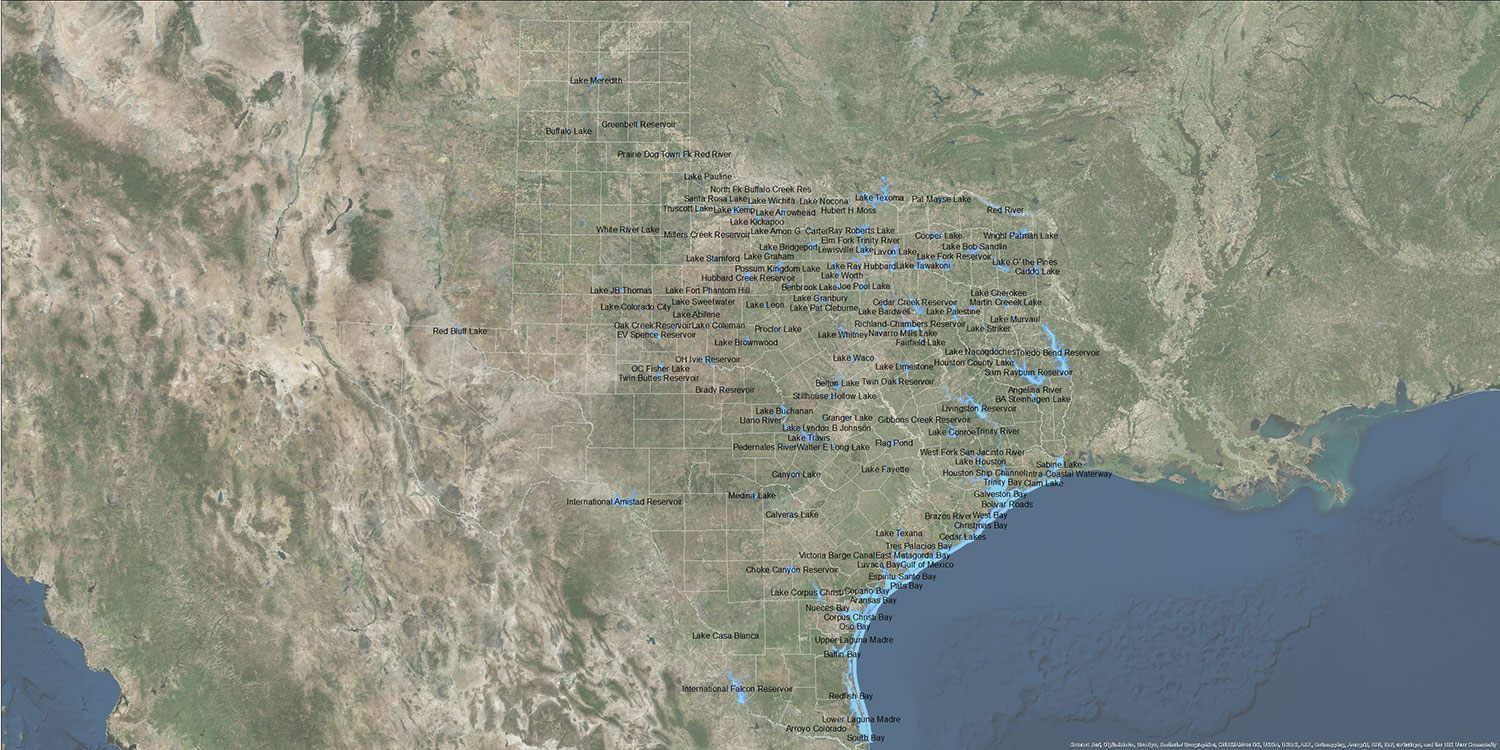 Lake Meredith
Greenbelt Reservoir
Buffalo Lake
Prairie Dog Town Fk Red River
Lake Pauline
North Fk Buffalo Creek Res
Santa Rosa Lake
Lake Wichita
Lake Nocona
Lake Texoma
Pat Mayse Lake
Truscott Lake
Lake Kemp
Lake Arrowhead
Hubert H Moss
Red River
Lake Kickapoo
White River Lake
Millers Creek Reservoir
Lake Amon G. Carter
Ray Roberts Lake
Cooper Lake
Wright Patman Lake
Elm Fork Trinity River
Lake Bridgeport
Lewisville Lake
Lavon Lake
Lake Bob Sandlin
Lake Stamford
Lake Graham
Lake Fork Reservoir
Lake O' the Pines
Possum Kingdom Lake
Lake Ray Hubbard
Lake Tawakoni
Caddo Lake
Hubbard Creek Reservoir
Lake Worth
Lake JB Thomas
Lake Fort Phantom Hill
Benbrook Lake
Joe Pool Lake
Lake Cherokee
Lake Colorado City
Lake Sweetwater
Lake Leon
Lake Granbury
Cedar Creek Reservoir
Martin Creeek Lake
Lake Abilene
Lake Pat Cleburne
Lake Bardwell
Lake Palestine
Lake Murvaul
Red Bluff Lake
Oak Creek Reservoir
Lake Coleman
Proctor Lake
Richland-Chambers Reservoir
Lake Striker
EV Spence Reservoir
Lake Whitney
Navarro Mills Lake
Lake Brownwood
Fairfield Lake
OH Ivie Reservoir
Lake Waco
Lake Nacogdoches
Toledo Bend Reservoir
OC Fisher Lake
Lake Limestone
Houston County Lake
Twin Buttes Reservoir
Sam Rayburn Reservoir
Brady Resrevoir
Belton Lake
Twin Oak Reservoir
Angelina River
Stillhouse Hollow Lake
BA Steinhagen Lake
Lake Buchanan
Livingston Reservoir
Llano River
Granger Lake
Gibbons Creek Reservoir
Lake Lyndon B Johnson
Lake Conroe
Trinity River
Lake Travis
Flag Pond
Pedernales River
Walter E Long Lake
West Fork San Jacinto River
Lake Houston
Sabine Lake
Canyon Lake
Lake Fayette
Houston Ship Channel
Intra-Coastal Waterway
Trinity Bay
Clam Lake
International Amistad Reservoir
Medina Lake
Galveston Bay
Bolivar Roads
Calveras Lake
Brazos River
West Bay
Christmas Bay
Lake Texana
Cedar Lakes
Tres Palacios Bay
Victoria Barge Canal
East Matagorda Bay
Lavaca Bay
Gulf of Mexico
Choke Canyon Reservoir
Espiritu Santo Bay
Pats Bay
Lake Corpus Christi
Copano Bay
Aransas Bay
Nueces Bay
Corpus Christi Bay
Oso Bay
Lake Casa Blanca
Upper Laguna Madre
Baffin Bay
International Falcon Reservoir
Redfish Bay
Lower Laguna Madre
Arroyo Colorado
South Bay